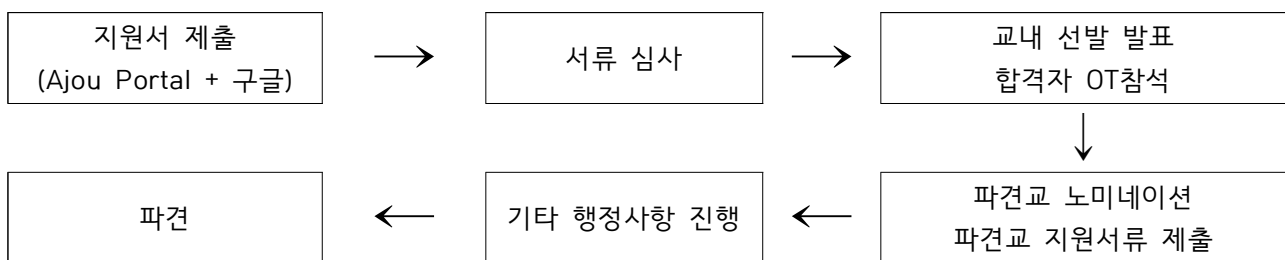 지원서 제출
(Ajou Portal + 구글)
서류 심사
교내 선발 발표
합격자 OT참석
파견교 노미네이션
파견교 지원서류 제출
기타 행정사항 진행
파견